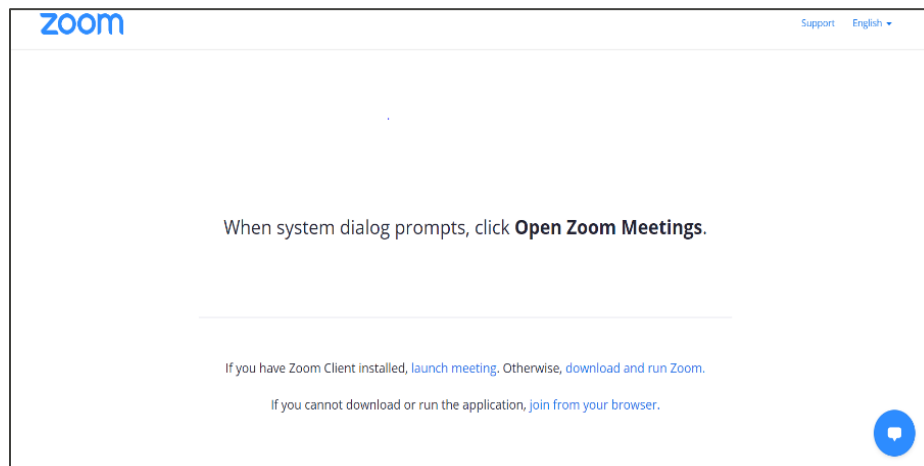 zoom
Support English
When system dialog prompts, click Open Zoom Meetings.
If you have Zoom Client installed, launch meeting. Otherwise, download and run Zoom.
If you cannot download or run the application, join from your browser.